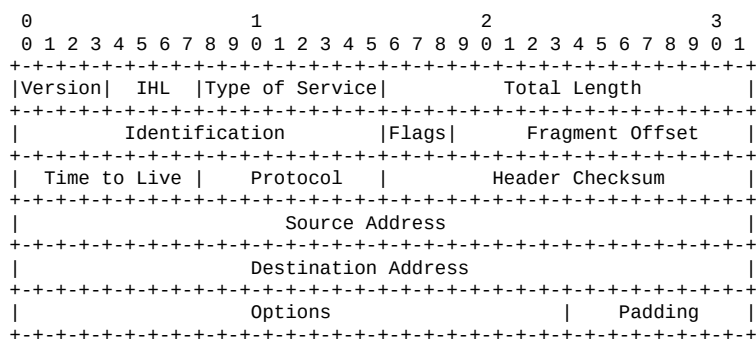 0                   1                   2                   3
0 1 2 3 4 5 6 7 8 9 0 1 2 3 4 5 6 7 8 9 0 1 2 3 4 5 6 7 8 9 0 1
+-+-+-+-+-+-+-+-+-+-+-+-+-+-+-+-+-+-+-+-+-+-+-+-+-+-+-+-+-+-+-+-+
|Version|  IHL  |Type of Service|          Total Length         |
+-+-+-+-+-+-+-+-+-+-+-+-+-+-+-+-+-+-+-+-+-+-+-+-+-+-+-+-+-+-+-+-+
|         Identification        |Flags|      Fragment Offset    |
+-+-+-+-+-+-+-+-+-+-+-+-+-+-+-+-+-+-+-+-+-+-+-+-+-+-+-+-+-+-+-+-+
|  Time to Live |    Protocol   |         Header Checksum       |
+-+-+-+-+-+-+-+-+-+-+-+-+-+-+-+-+-+-+-+-+-+-+-+-+-+-+-+-+-+-+-+-+
|                       Source Address                          |
+-+-+-+-+-+-+-+-+-+-+-+-+-+-+-+-+-+-+-+-+-+-+-+-+-+-+-+-+-+-+-+-+
|                    Destination Address                        |
+-+-+-+-+-+-+-+-+-+-+-+-+-+-+-+-+-+-+-+-+-+-+-+-+-+-+-+-+-+-+-+-+
|                    Options                    |    Padding    |
+-+-+-+-+-+-+-+-+-+-+-+-+-+-+-+-+-+-+-+-+-+-+-+-+-+-+-+-+-+-+-+-+